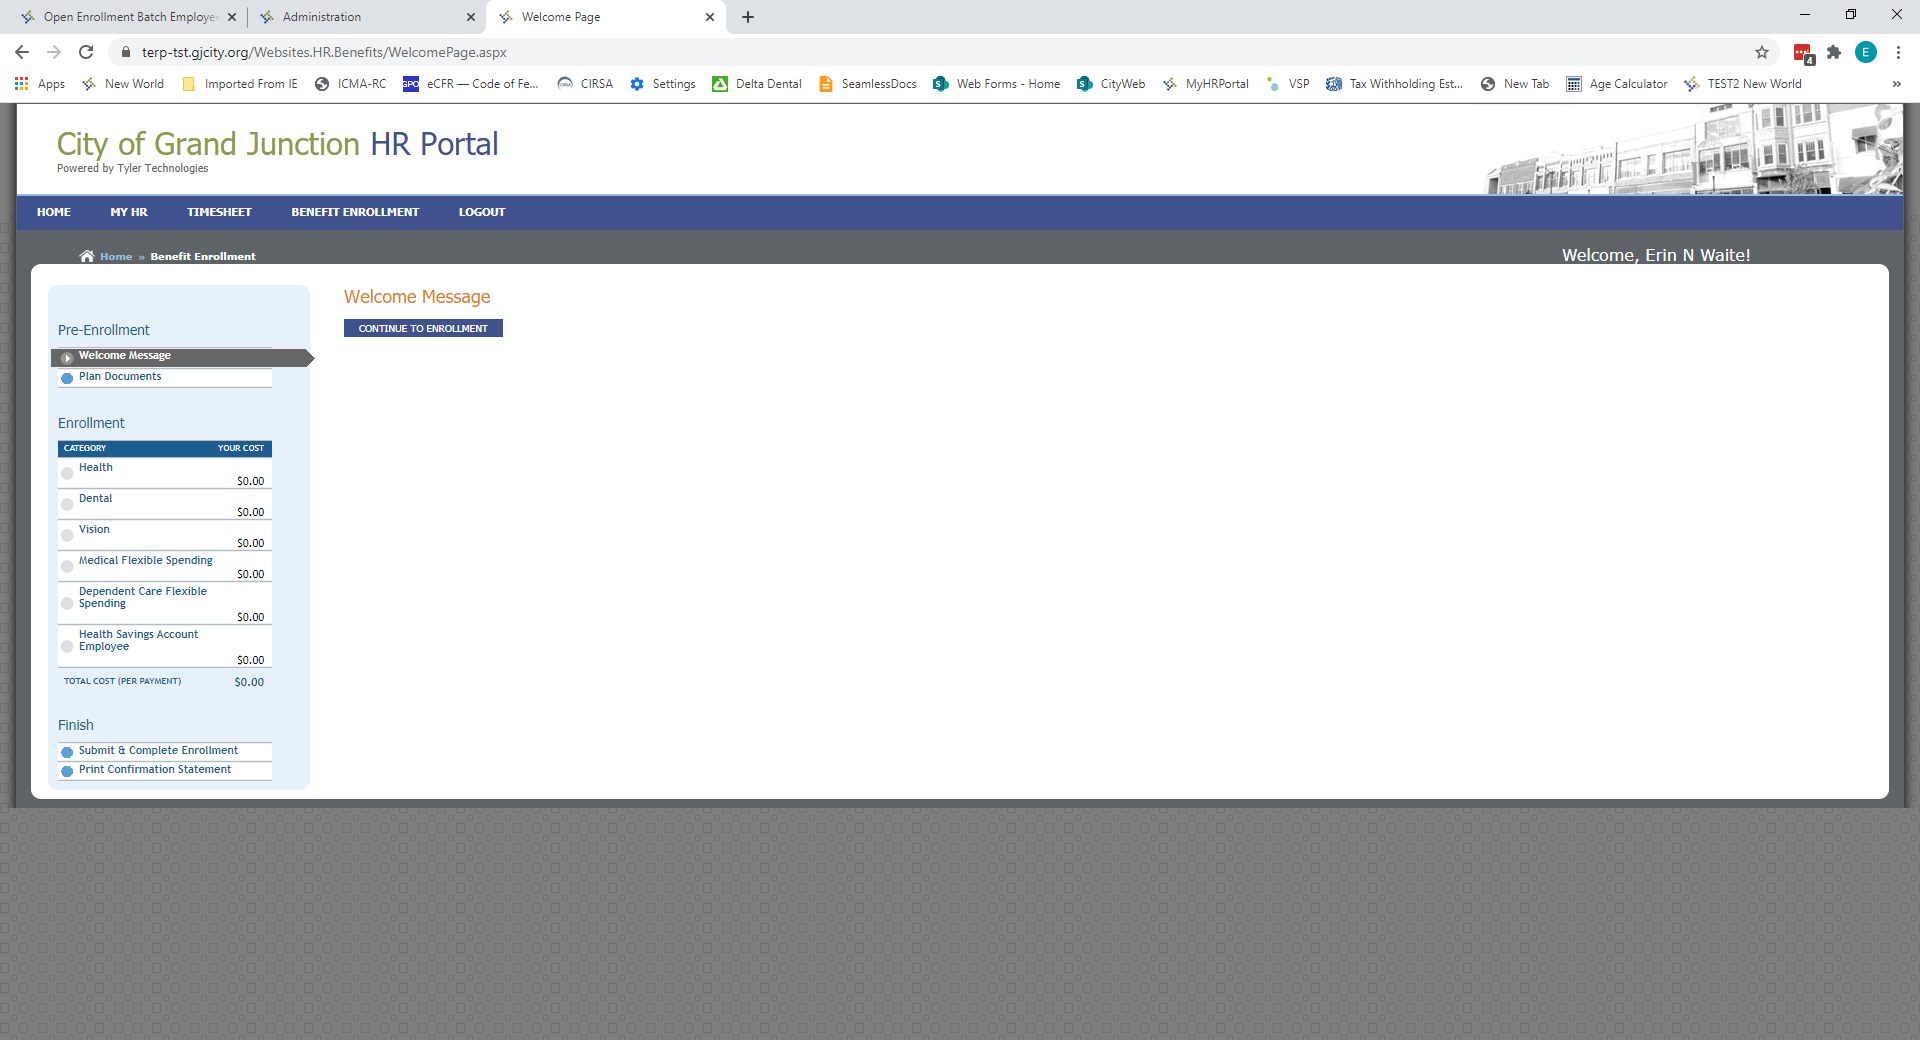 Open Enrollment Batch Employe
Administration
Welcome Page
terp-tst.gjcity.org/Websites.HR.Benefits/WelcomePage.aspx
4
E
Apps
New World
Imported From IE
ICMA-RC
GPO
eCFR — Code of Fe...
CIRSA
Settings
Delta Dental
SeamlessDocs
Web Forms - Home
CityWeb
MyHRPortal
VSP
Tax Withholding Est...
New Tab
Age Calculator
TEST2 New World
»
City of Grand Junction HR Portal
Powered by Tyler Technologies
HOME
MY HR
TIMESHEET
BENEFIT ENROLLMENT
LOGOUT
Home » Benefit Enrollment
Welcome, Erin N Waite!
Pre-Enrollment
Welcome Message
Plan Documents
Enrollment
CATEGORY YOUR COST
Health
$0.00
Dental
$0.00
Vision
$0.00
Medical Flexible Spending
$0.00
Dependent Care Flexible
Spending
$0.00
Health Savings Account
Employee
$0.00
TOTAL COST (PER PAYMENT) $0.00
Finish
Submit & Complete Enrollment
Print Confirmation Statement
Welcome Message
CONTINUE TO ENROLLMENT